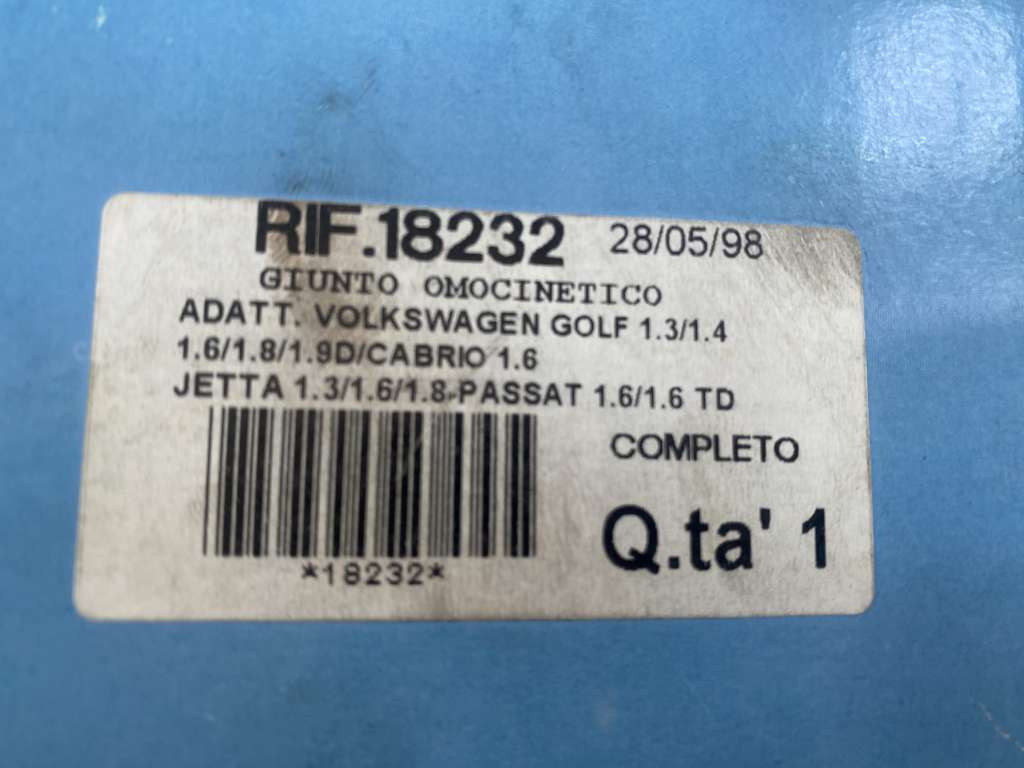 RIF.18232 28/05/98
GIUNTO OMOCINETICO
ADATT. VOLKSWAGEN GOLF 1.3/1.4
1.6/1.8/1.9D/CABRIO 1.6
JETTA 1.3/1.6/1.8-PASSAT 1.6/1.6 TD
COMPLETO
Q.ta' 1
*18232*